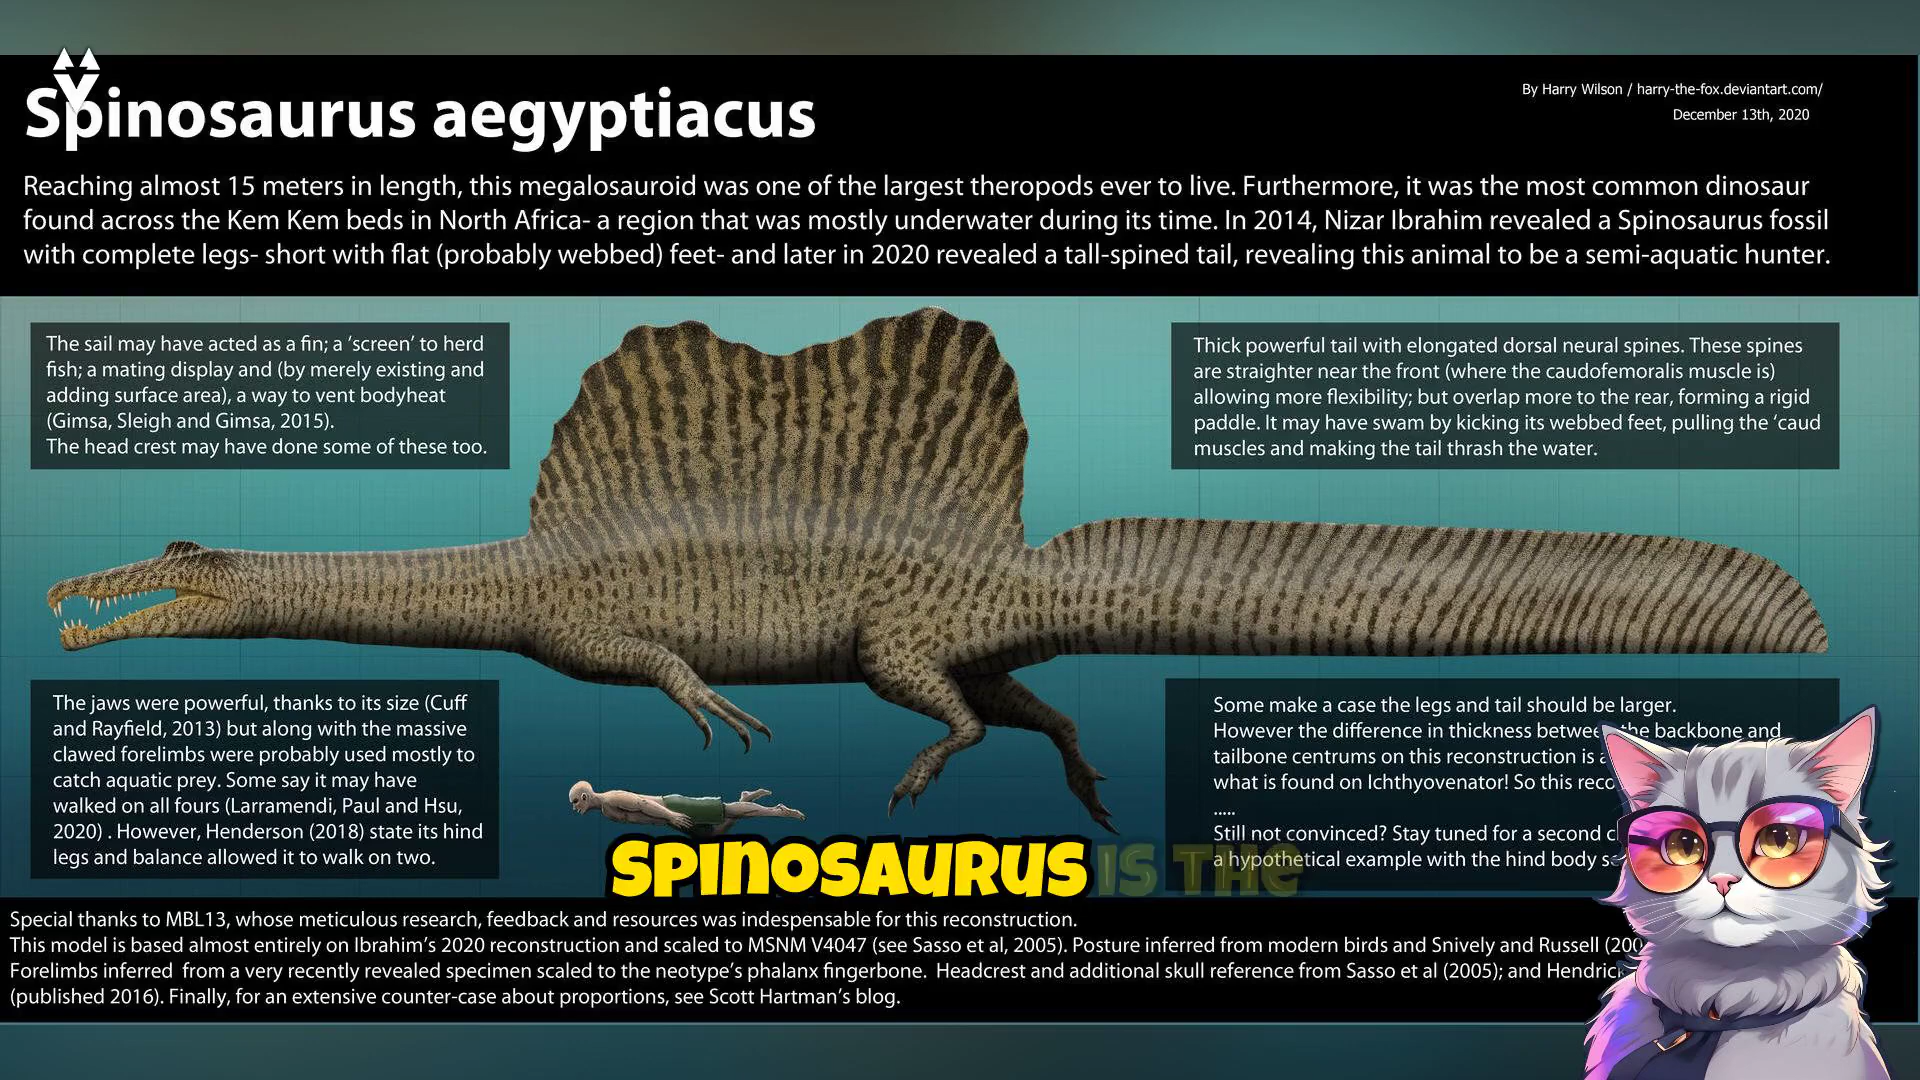 Spinosaurus aegyptiacus
By Harry Wilson / harry-the-fox.deviantart.com/
December 13th, 2020
Reaching almost 15 meters in length, this megalosauroid was one of the largest theropods ever to live. Furthermore, it was the most common dinosaur
found across the Kem Kem beds in North Africa- a region that was mostly underwater during its time. In 2014, Nizar Ibrahim revealed a Spinosaurus fossil
with complete legs- short with flat (probably webbed) feet- and later in 2020 revealed a tall-spined tail, revealing this animal to be a semi-aquatic hunter.
The sail may have acted as a fin; a ‘screen’ to herd
fish; a mating display and (by merely existing and
adding surface area), a way to vent bodyheat
(Gimsa, Sleigh and Gimsa, 2015).
The head crest may have done some of these too.
Thick powerful tail with elongated dorsal neural spines. These spines
are straighter near the front (where the caudofemoralis muscle is)
allowing more flexibility; but overlap more to the rear, forming a rigid
paddle. It may have swam by kicking its webbed feet, pulling the ‘caud
muscles and making the tail thrash the water.
The jaws were powerful, thanks to its size (Cuff
and Rayfield, 2013) but along with the massive
clawed forelimbs were probably used mostly to
catch aquatic prey. Some say it may have
walked on all fours (Larramendi, Paul and Hsu,
2020) . However, Henderson (2018) state its hind
legs and balance allowed it to walk on two.
Some make a case the legs and tail should be larger.
However the difference in thickness between the backbone and
tailbone centrums on this reconstruction is
what is found on Ichthyovenator! So this
.....
Still not convinced? Stay tuned for a second
a hypothetical example with the hind body
SPINOSAURUS IS THE
Special thanks to MBL13, whose meticulous research, feedback and resources was indespensable for this reconstruction.
This model is based almost entirely on Ibrahim’s 2020 reconstruction and scaled to MSNM V4047 (see Sasso et al, 2005). Posture inferred from modern birds and Snively and Russell
Forelimbs inferred from a very recently revealed specimen scaled to the neotype’s phalanx fingerbone. Headcrest and additional skull reference from Sasso et al (2005); and
(published 2016). Finally, for an extensive counter-case about proportions, see Scott Hartman’s blog.